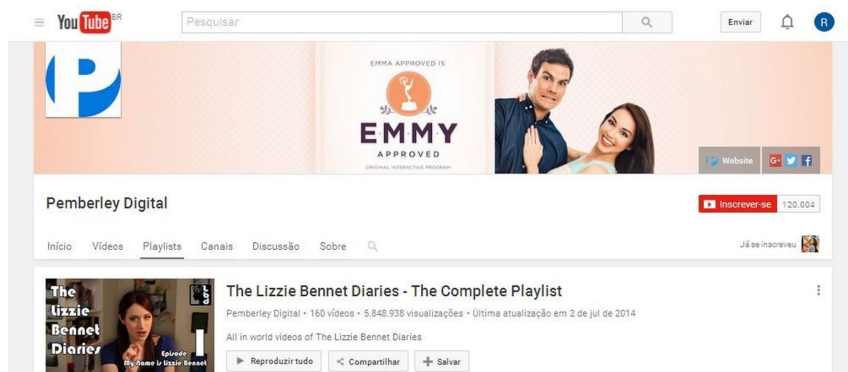 You Tube BR
Pesquisar
Enviar
R
EMMA APPROVED IS
EMMY
APPROVED
ORIGINAL INTERACTIVE PROGRAM
Website
G+
Pemberley Digital
Inscrever-se 120.004
Início Vídeos Playlists Canais Discussão Sobre
Já se inscreveu
The
Lizzie
Bennet
Diaries
lbd
Episode 1
My Name is Lizzie Bennet
The Lizzie Bennet Diaries - The Complete Playlist
Pemberley Digital • 160 vídeos • 5.848.938 visualizações • Última atualização em 2 de jul de 2014
All in world videos of The Lizzie Bennet Diaries
Reproduzir tudo Compartilhar Salvar